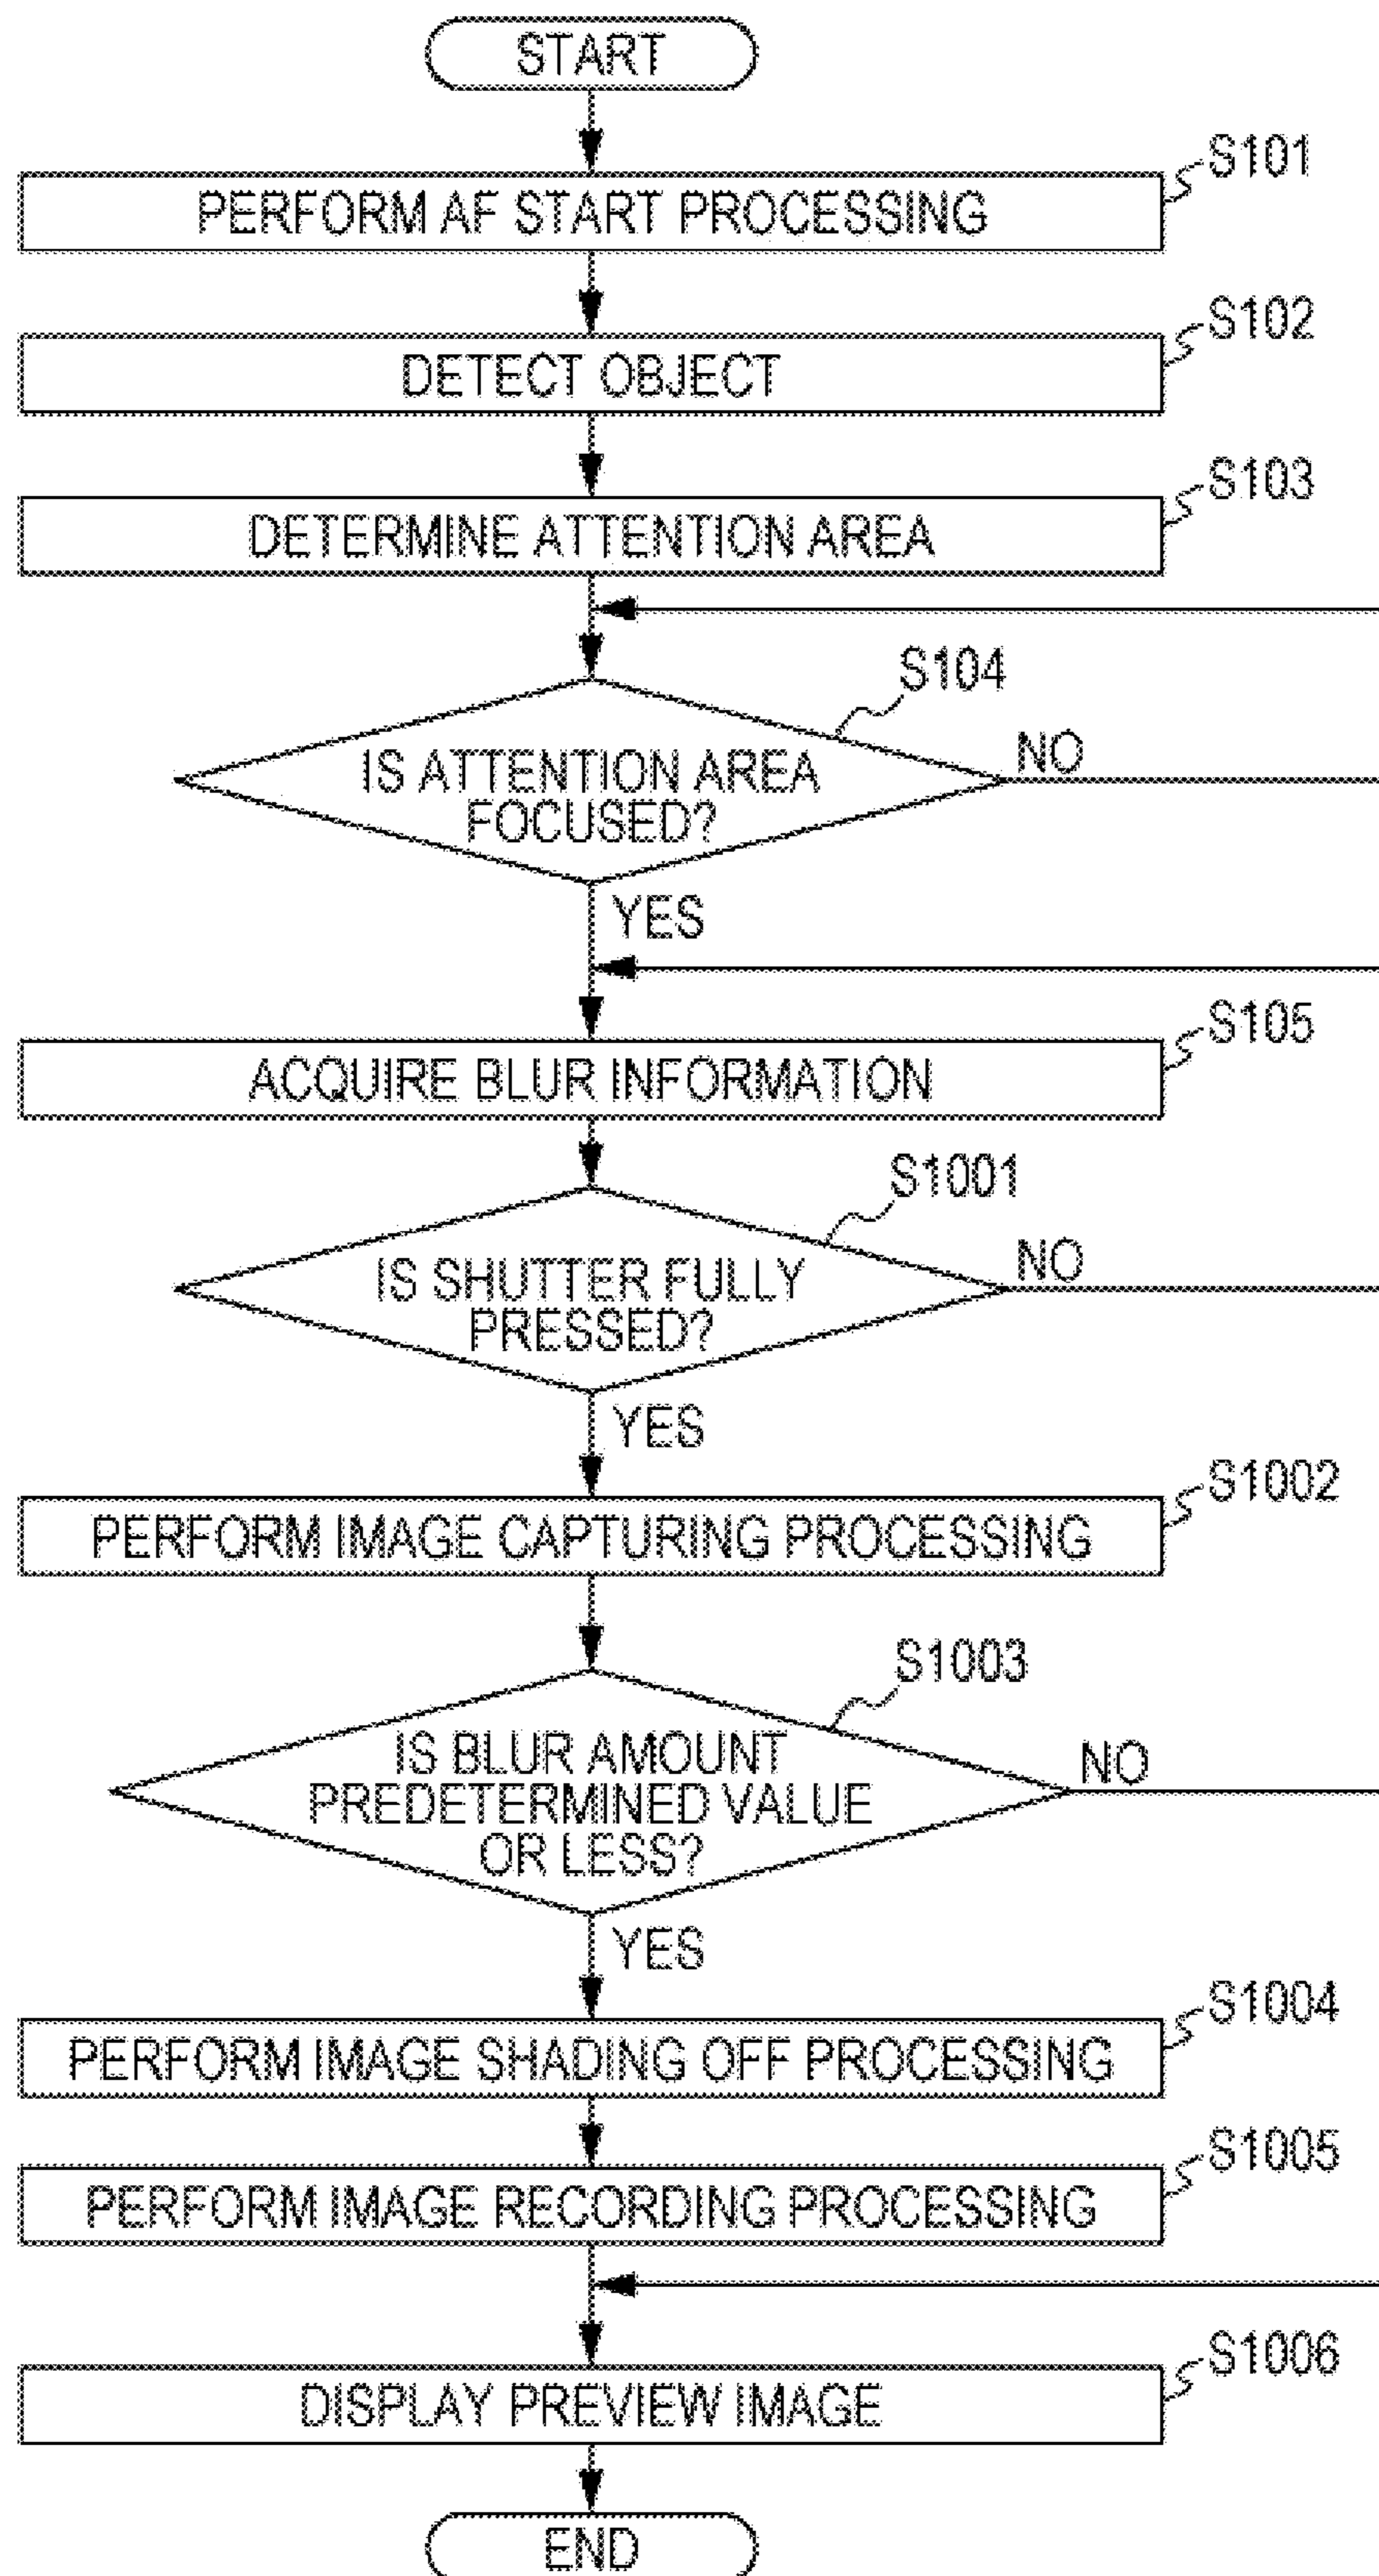 START
S101
PERFORM AF START PROCESSING
S102
DETECT OBJECT
S103
DETERMINE ATTENTION AREA
S104
IS ATTENTION AREA
FOCUSED?
NO
YES
S105
ACQUIRE BLUR INFORMATION
S1001
IS SHUTTER FULLY
PRESSED?
NO
YES
S1002
PERFORM IMAGE CAPTURING PROCESSING
S1003
IS BLUR AMOUNT
PREDETERMINED VALUE
OR LESS?
NO
YES
S1004
PERFORM IMAGE SHADING OFF PROCESSING
S1005
PERFORM IMAGE RECORDING PROCESSING
S1006
DISPLAY PREVIEW IMAGE
END